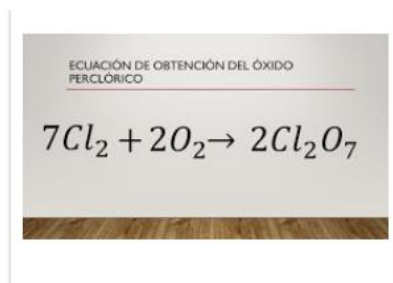 ECUACIÓN DE OBTENCIÓN DEL ÓXIDO
PERCLÓRICO
7Cl₂ + 2O₂→ 2Cl₂O₇